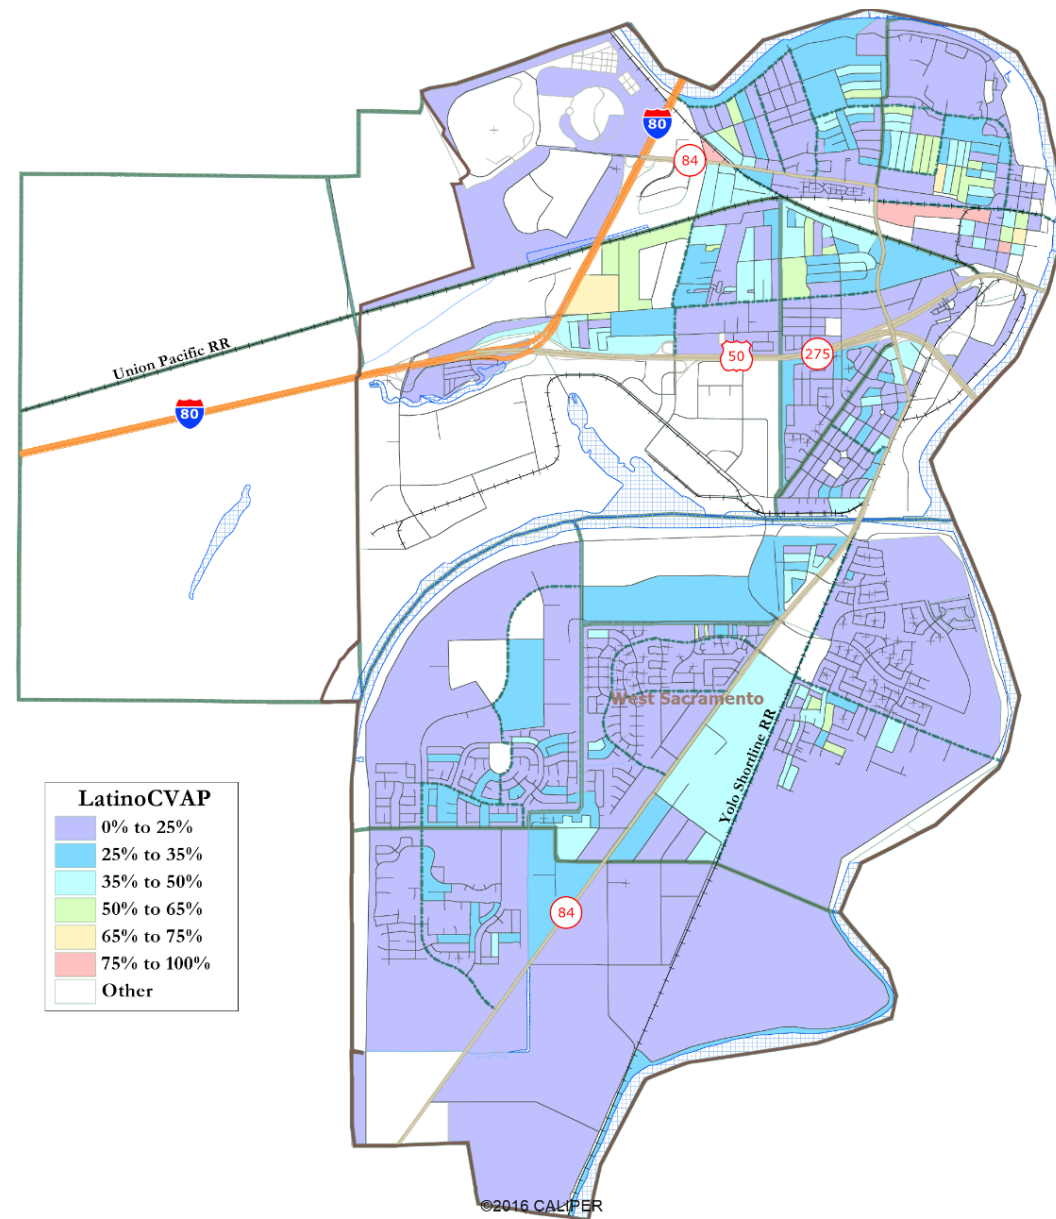 80
84
Union Pacific RR
50
275
80
West Sacramento
Yolo Shortline RR
LatinoCVAP
0% to 25%
25% to 35%
35% to 50%
50% to 65%
65% to 75%
75% to 100%
Other
84
©2016 CALIPER